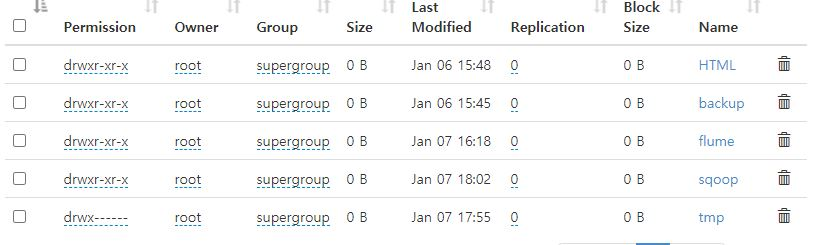 Permission Owner Group Size Last Modified Replication Block Size Name
drwxr-xr-x root supergroup 0 B Jan 06 15:48 0 0 B HTML
drwxr-xr-x root supergroup 0 B Jan 06 15:45 0 0 B backup
drwxr-xr-x root supergroup 0 B Jan 07 16:18 0 0 B flume
drwxr-xr-x root supergroup 0 B Jan 07 18:02 0 0 B sqoop
drwx------ root supergroup 0 B Jan 07 17:55 0 0 B tmp